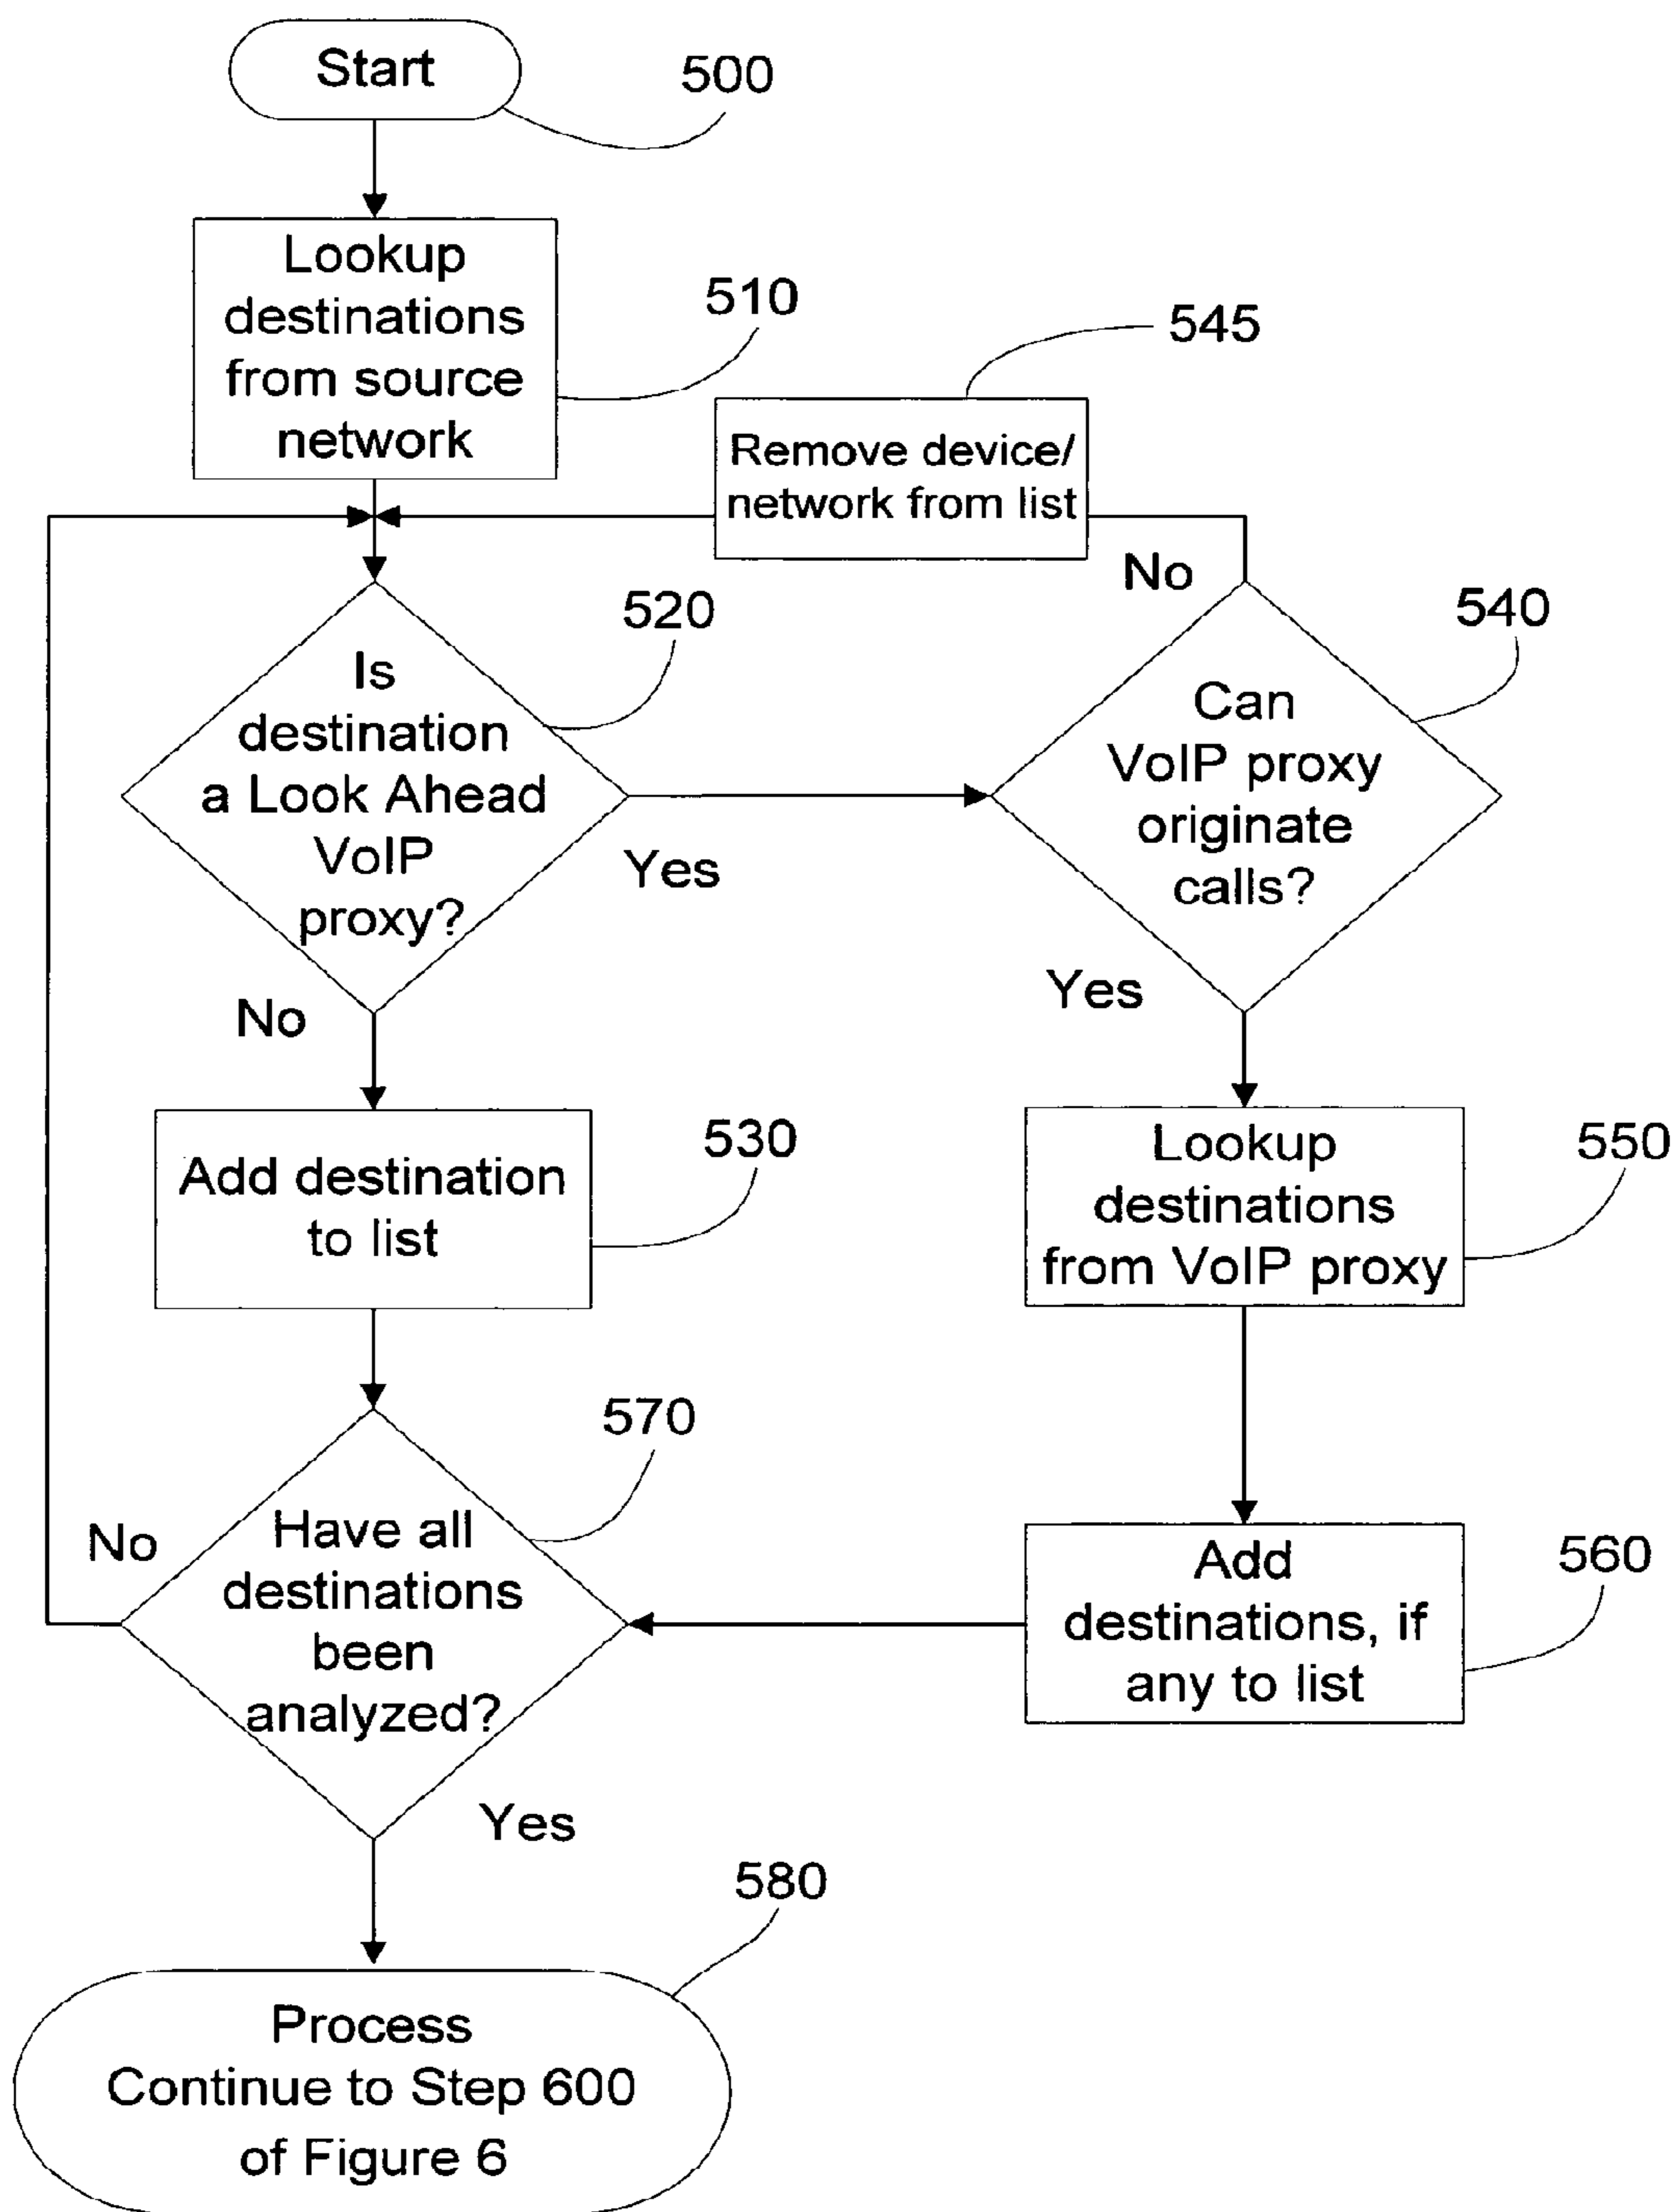 Start
500
Lookup
destinations
from source
network
510
545
Remove device/
network from list
No
520
540
Is
destination
a Look Ahead
VoIP
proxy?
Yes
Can
VoIP proxy
originate
calls?
No
Yes
530
Add destination
to list
550
Lookup
destinations
from VoIP proxy
570
No
Have all
destinations
been
analyzed?
560
Add
destinations, if
any to list
Yes
580
Process
Continue to Step 600
of Figure 6